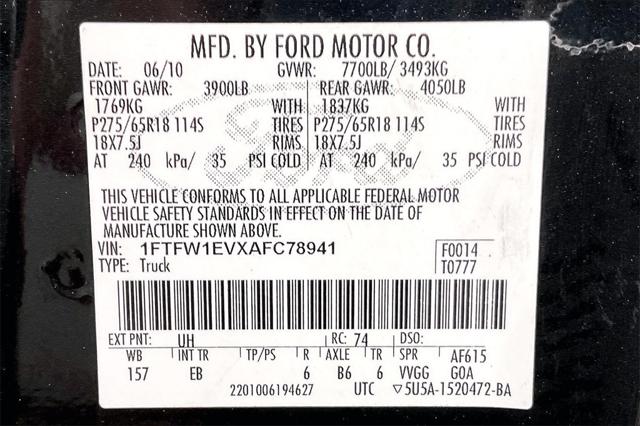 MFD. BY FORD MOTOR CO.
DATE: 06/10 GVWR: 7700LB/ 3493KG
FRONT GAWR: 3900LB REAR GAWR: 4050LB
1769KG WITH 1837KG WITH
P275/65R18 114S TIRES P275/65R18 114S TIRES
18X7.5J RIMS 18X7.5J RIMS
AT 240 kPa/ 35 PSI COLD AT 240 kPa/ 35 PSI COLD
Ford
THIS VEHICLE CONFORMS TO ALL APPLICABLE FEDERAL MOTOR
VEHICLE SAFETY STANDARDS IN EFFECT ON THE DATE OF
MANUFACTURE SHOWN ABOVE.
VIN: 1FTFW1EVXAFC78941 F0014
TYPE: Truck T0777
EXT PNT: UH RC: 74 DSO:
WB INT TR TP/PS R AXLE TR SPR AF615
157 EB 6 B6 6 VVGG GOA
2201006194627 UTC ▽5U5A-1520472-BA